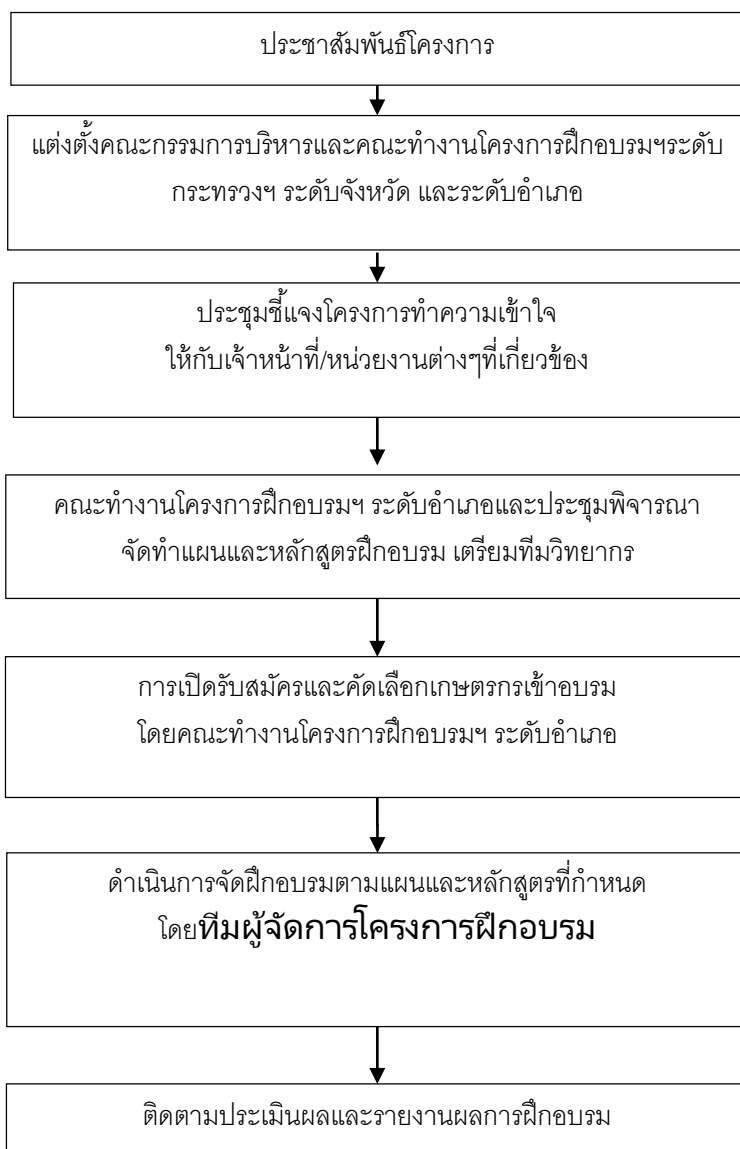 ประชาสัมพันธ์โครงการ
แต่งตั้งคณะกรรมการบริหารและคณะทำงานโครงการฝึกอบรมฯระดับ
กระทรวงฯ ระดับจังหวัด และระดับอำเภอ
ประชุมชี้แจงโครงการทำความเข้าใจ
ให้กับเจ้าหน้าที่/หน่วยงานต่างๆที่เกี่ยวข้อง
คณะทำงานโครงการฝึกอบรมฯ ระดับอำเภอและประชุมพิจารณา
จัดทำแผนและหลักสูตรฝึกอบรม เตรียมทีมวิทยากร
การเปิดรับสมัครและคัดเลือกเกษตรกรเข้าอบรม
โดยคณะทำงานโครงการฝึกอบรมฯ ระดับอำเภอ
ดำเนินการจัดฝึกอบรมตามแผนและหลักสูตรที่กำหนด
โดยทีมผู้จัดการโครงการฝึกอบรม
ติดตามประเมินผลและรายงานผลการฝึกอบรม